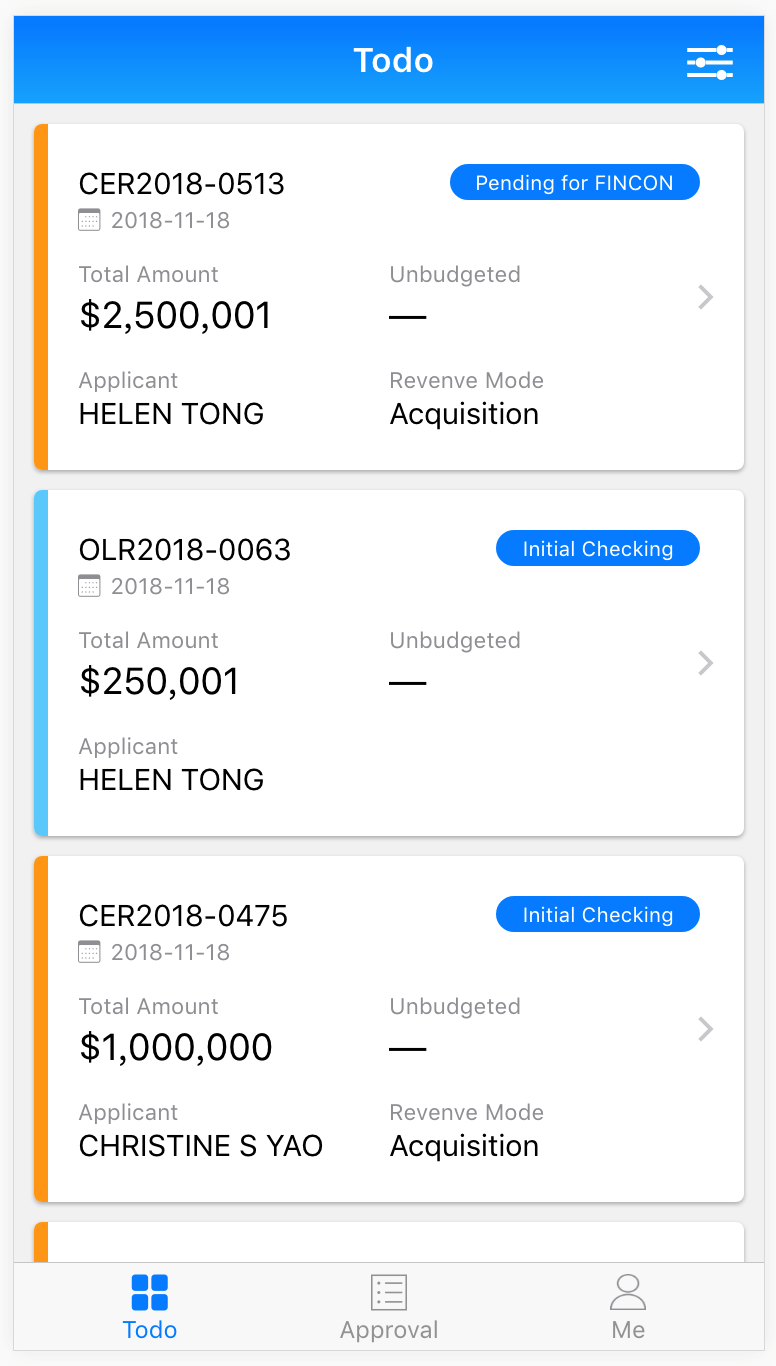 Todo
CER2018-0513
Pending for FINCON
2018-11-18
Total Amount
Unbudgeted
$2,500,001
—
Applicant
Revenve Mode
HELEN TONG
Acquisition
OLR2018-0063
Initial Checking
2018-11-18
Total Amount
Unbudgeted
$250,001
—
Applicant
HELEN TONG
CER2018-0475
Initial Checking
2018-11-18
Total Amount
Unbudgeted
$1,000,000
—
Applicant
Revenve Mode
CHRISTINE S YAO
Acquisition
Todo
Approval
Me